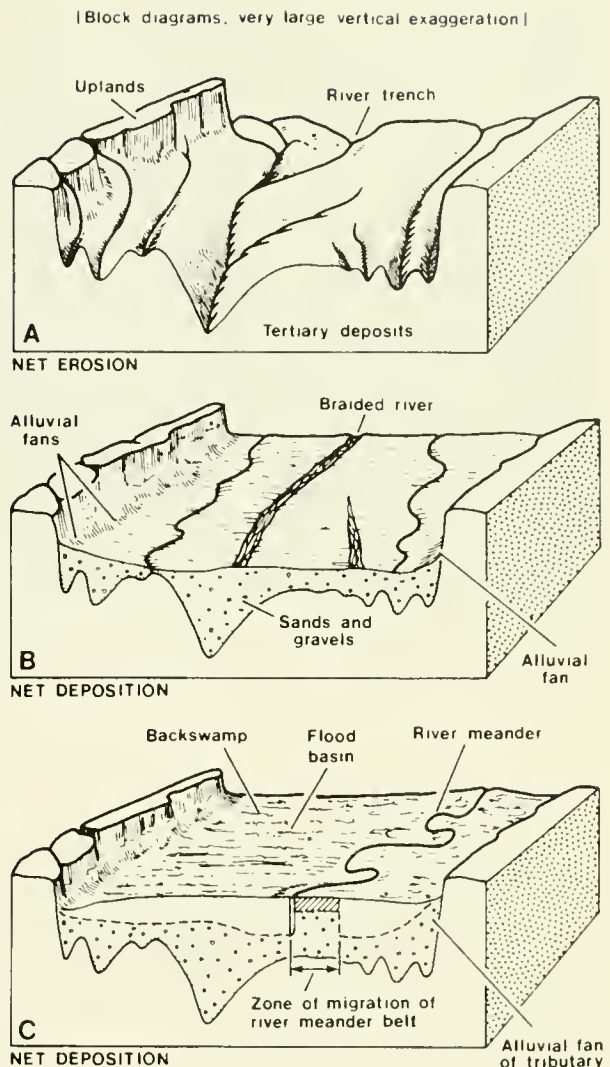 |Block diagrams, very large vertical exaggeration|
Uplands
River trench
Tertiary deposits
A
NET EROSION
Braided river
Alluvial
fans
Sands and
gravels
B
Alluvial
fan
NET DEPOSITION
Backswamp
Flood
basin
River meander
Zone of migration of
river meander belt
C
Alluvial fan
of tributary
NET DEPOSITION